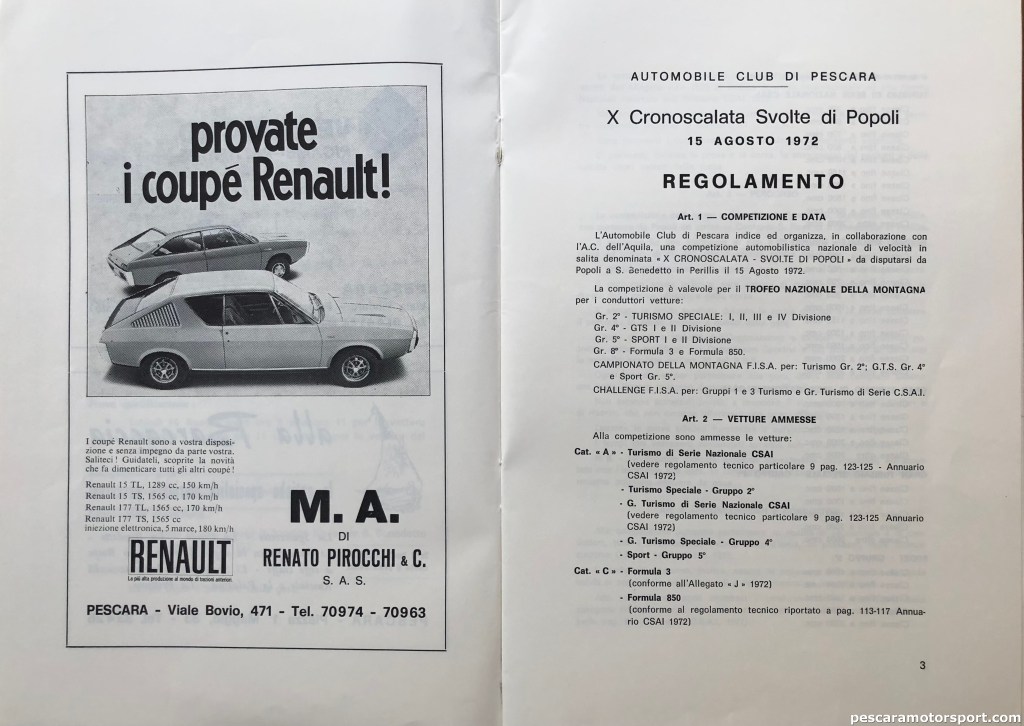 provate
i coupé Renault!
I coupé Renault sono a vostra disposi-
zione e senza impegno da parte vostra.
Saliteci! Guidateli, scoprite la novità
che fa dimenticare tutti gli altri coupé!
Renault 15 TL, 1289 cc, 150 km/h
Renault 15 TS, 1565 cc, 170 km/h
Renault 177 TL, 1565 cc, 170 km/h
Renault 177 TS, 1565 cc
iniezione elettronica, 5 marce, 180 km/h
RENAULT
La più alta produzione al mondo di trazioni anteriori
M. A.
DI
RENATO PIROCCHI & C.
S. A. S.
PESCARA - Viale Bovio, 471 - Tel. 70974 - 70963
AUTOMOBILE CLUB DI PESCARA
X Cronoscalata Svolte di Popoli
15 AGOSTO 1972
REGOLAMENTO
Art. 1 — COMPETIZIONE E DATA
L'Automobile Club di Pescara indice ed organizza, in collaborazione con
l'A.C. dell'Aquila, una competizione automobilistica nazionale di velocità in
salita denominata « X CRONOSCALATA - SVOLTE DI POPOLI » da disputarsi da
Popoli a S. Benedetto in Perillis il 15 Agosto 1972.
La competizione è valevole per il TROFEO NAZIONALE DELLA MONTAGNA
per i conduttori vetture:
Gr. 2° - TURISMO SPECIALE: I, II, III e IV Divisione
Gr. 4° - GTS I e II Divisione
Gr. 5° - SPORT I e II Divisione
Gr. 8° - Formula 3 e Formula 850.
CAMPIONATO DELLA MONTAGNA F.I.S.A. per: Turismo Gr. 2°; G.T.S. Gr. 4°
e Sport Gr. 5°.
CHALLENGE F.I.S.A. per: Gruppi 1 e 3 Turismo e Gr. Turismo di Serie C.S.A.I.
Art. 2 — VETTURE AMMESSE
Alla competizione sono ammesse le vetture:
Cat. « A » - Turismo di Serie Nazionale CSAI
(vedere regolamento tecnico particolare 9 pag. 123-125 - Annuario
CSAI 1972)
- Turismo Speciale - Gruppo 2°
- G. Turismo di Serie Nazionale CSAI
(vedere regolamento tecnico particolare 9 pag. 123-125 Annuario
CSAI 1972)
- G. Turismo Speciale - Gruppo 4°
- Sport - Gruppo 5°
Cat. « C » - Formula 3
(conforme all'Allegato « J » 1972)
- Formula 850
(conforme al regolamento tecnico riportato a pag. 113-117 Annua-
rio CSAI 1972)
3
pescaramotorsport.com